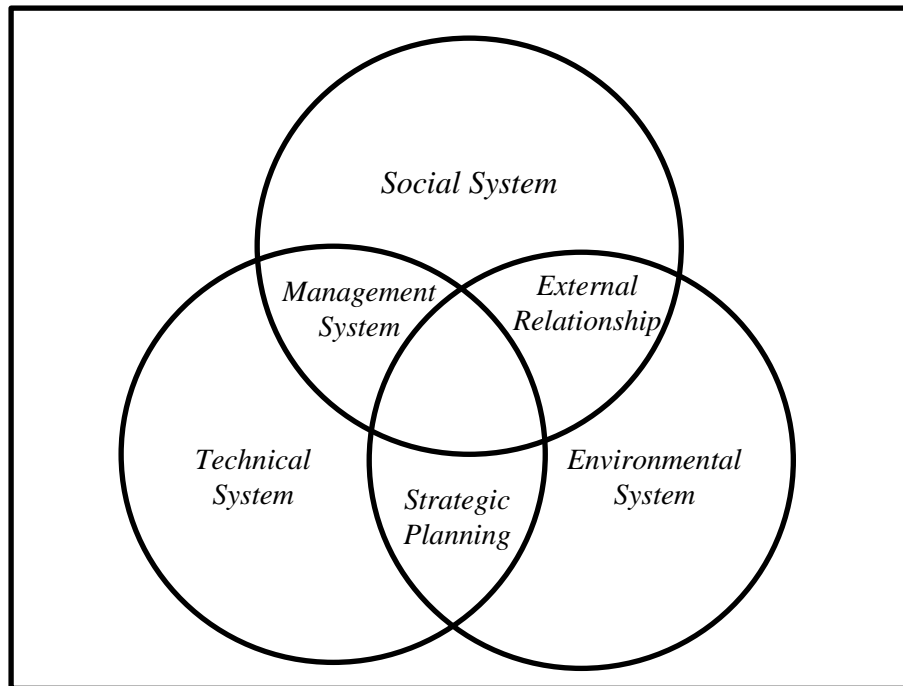 Social System
Management
System
External
Relationship
Technical
System
Environmental
System
Strategic
Planning